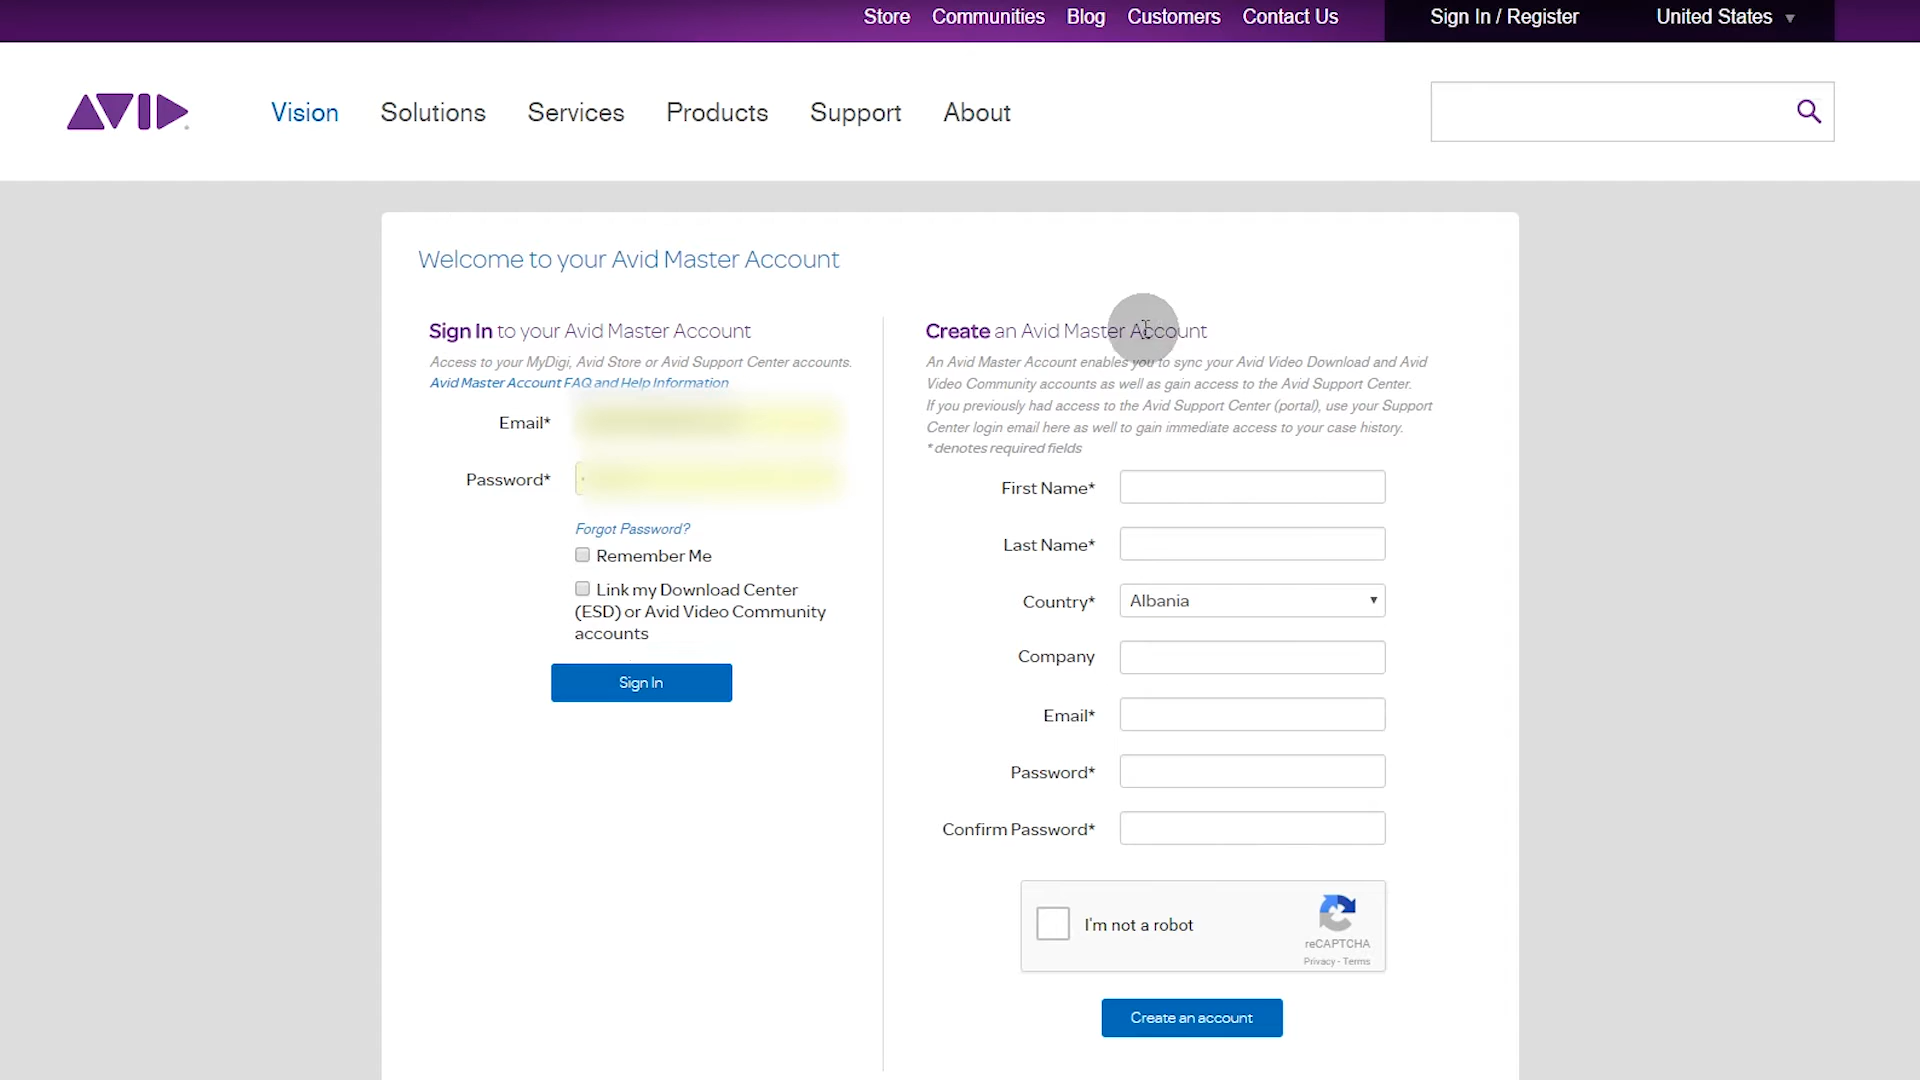 Store Communities Blog Customers Contact Us Sign In / Register United States
AVID
Vision Solutions Services Products Support About
Welcome to your Avid Master Account
Sign In to your Avid Master Account
Access to your MyDigi, Avid Store or Avid Support Center accounts.
Avid Master Account FAQ and Help Information
Email*
Password*
Forgot Password?
Remember Me
Link my Download Center
(ESD) or Avid Video Community
accounts
Sign In
Create an Avid Master Account
An Avid Master Account enables you to sync your Avid Video Download and Avid
Video Community accounts as well as gain access to the Avid Support Center.
If you previously had access to the Avid Support Center (portal), use your Support
Center login email here as well to gain immediate access to your case history.
* denotes required fields
First Name*
Last Name*
Country* Albania
Company
Email*
Password*
Confirm Password*
I'm not a robot
reCAPTCHA
Privacy - Terms
Create an account